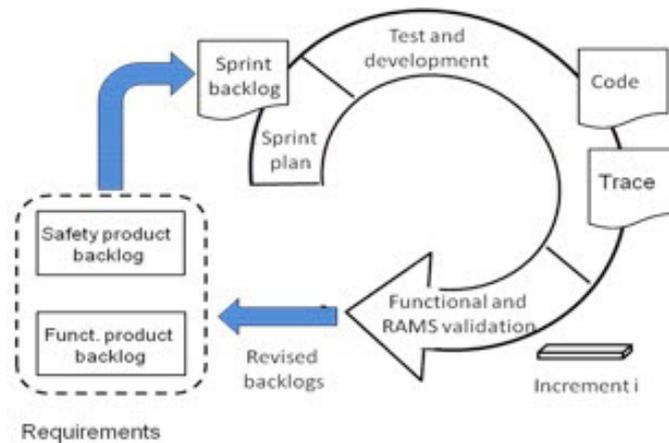 Sprint
backlog
Test and
development
Code
Sprint
plan
Trace
Safety product
backlog
Functional and
RAMS validation
Funct. product
backlog
Revised
backlogs
Increment i
Requirements